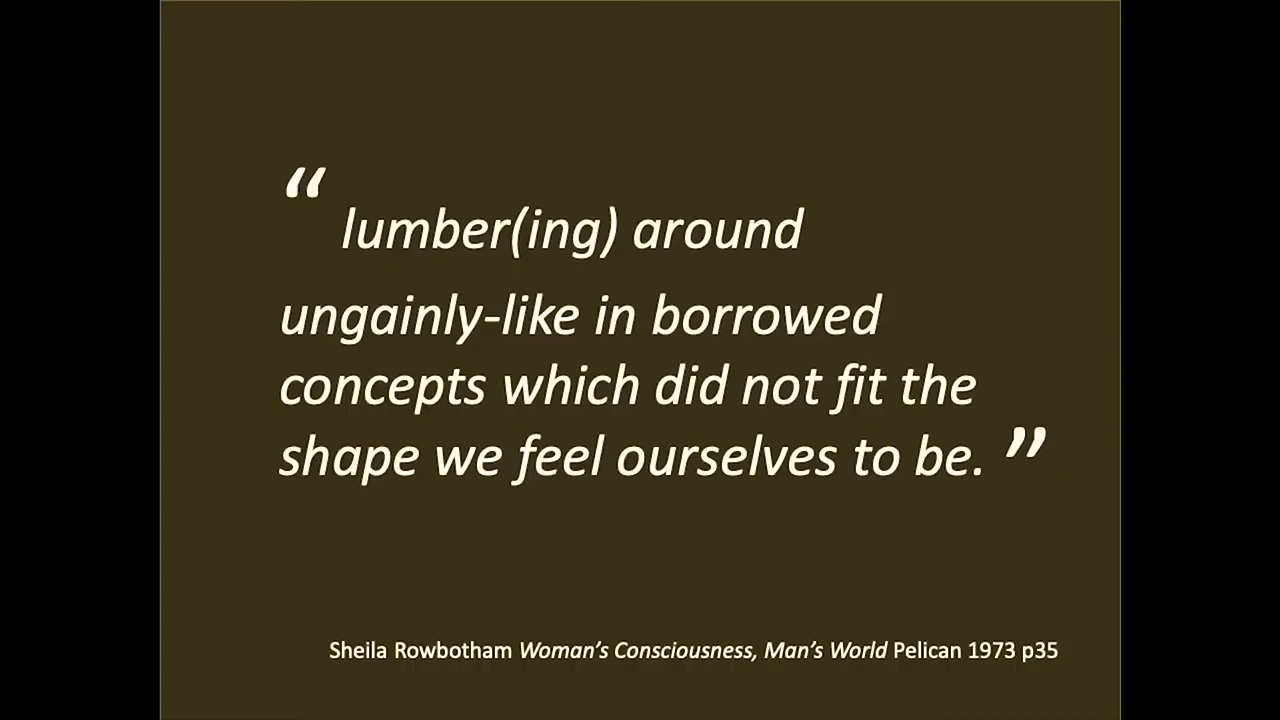 “ lumber(ing) around
ungainly-like in borrowed
concepts which did not fit the
shape we feel ourselves to be. ”
Sheila Rowbotham Woman’s Consciousness, Man’s World Pelican 1973 p35